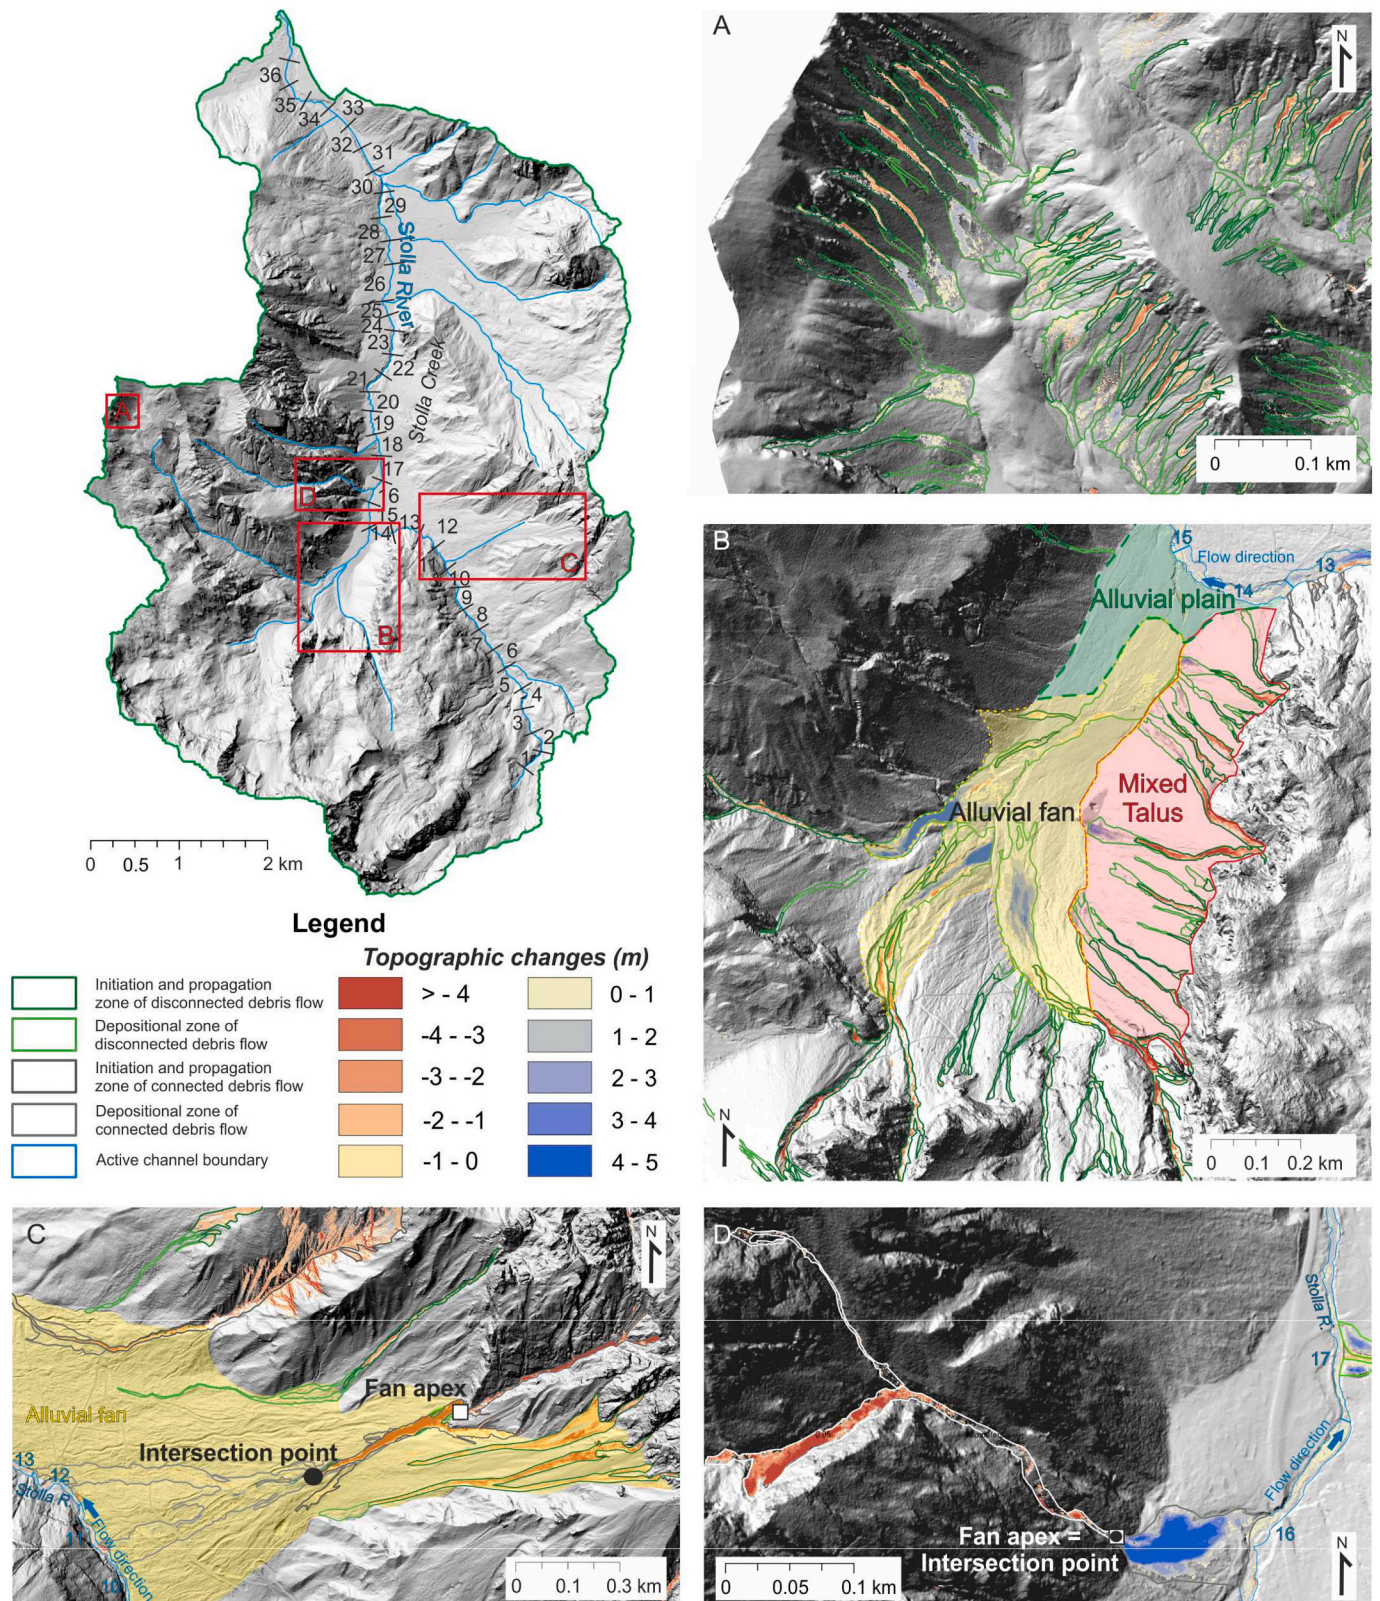 36
35
34
33
32
31
30
29
28
27
26
25
24
23
22
21
20
19
18
17
16
15
14
13
12
11
10
9
8
7
6
5
4
3
2
1
Stolla River
Stolla Creek
A
B
C
D
0 0.5 1 2 km
Legend
Topographic changes (m)
Initiation and propagation
zone of disconnected debris flow
Depositional zone of
disconnected debris flow
Initiation and propagation
zone of connected debris flow
Depositional zone of
connected debris flow
Active channel boundary
> - 4
-4 - -3
-3 - -2
-2 - -1
-1 - 0
0 - 1
1 - 2
2 - 3
3 - 4
4 - 5
A
N
0 0.1 km
B
15
Flow direction
13
14
Alluvial plain
Mixed
Talus
Alluvial fan
N
0 0.1 0.2 km
C
N
Fan apex
Alluvial fan
Intersection point
13
12
Stolla R.
11
Flow direction
10
0 0.1 0.3 km
D
Stolla R.
17
Flow direction
16
Fan apex =
Intersection point
N
0 0.05 0.1 km